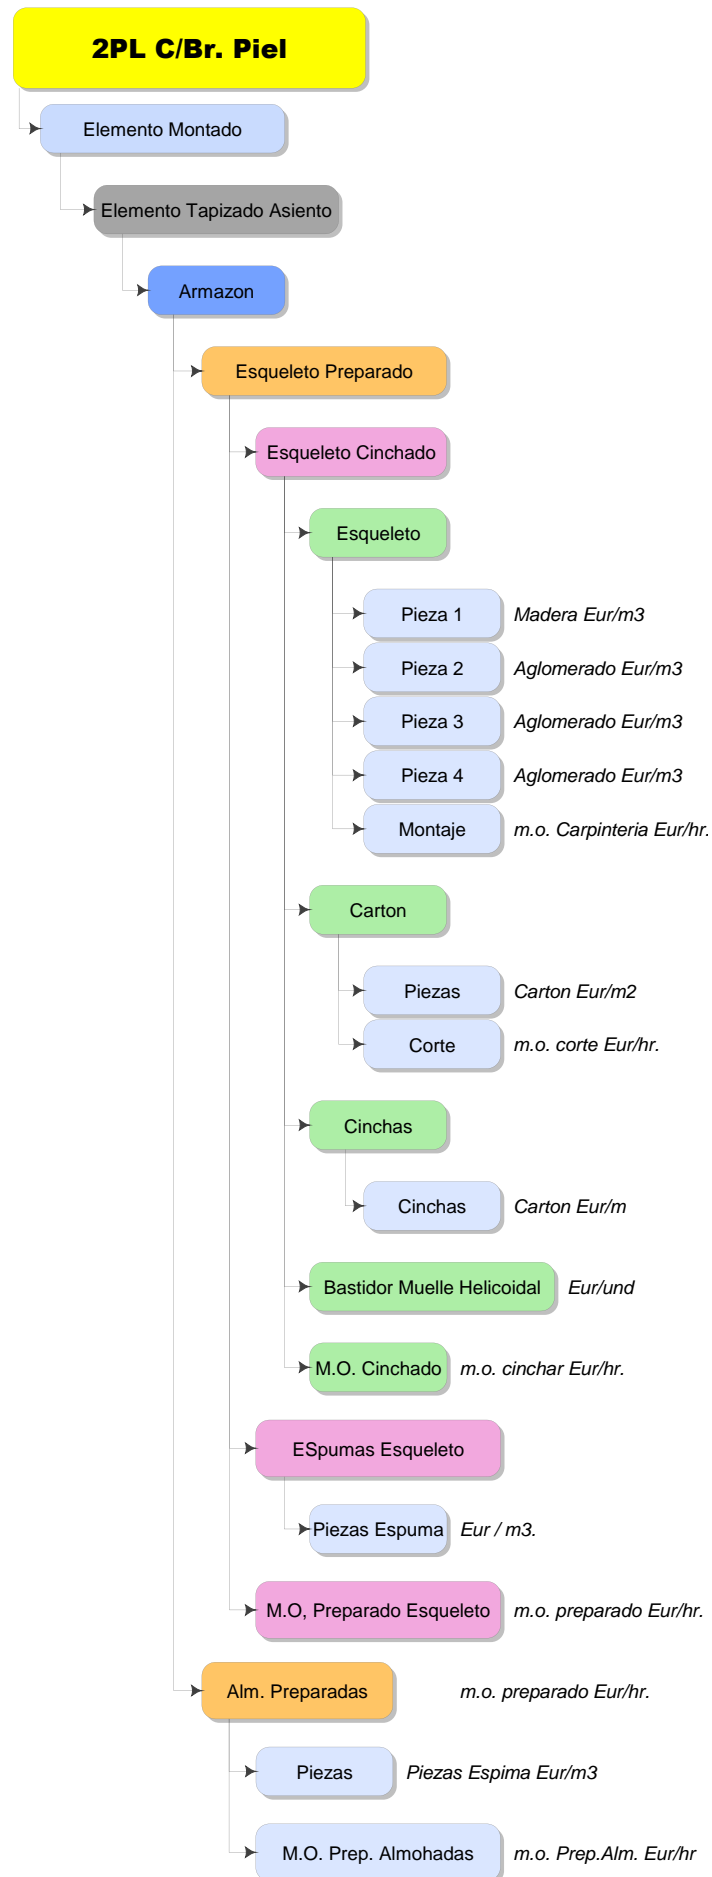 2PL C/Br. Piel
Elemento Montado
Elemento Tapizado Asiento
Armazon
Esqueleto Preparado
Esqueleto Cinchado
Esqueleto
Pieza 1 Madera Eur/m3
Pieza 2 Aglomerado Eur/m3
Pieza 3 Aglomerado Eur/m3
Pieza 4 Aglomerado Eur/m3
Montaje m.o. Carpinteria Eur/hr.
Carton
Piezas Carton Eur/m2
Corte m.o. corte Eur/hr.
Cinchas
Cinchas Carton Eur/m
Bastidor Muelle Helicoidal Eur/und
M.O. Cinchado m.o. cinchar Eur/hr.
ESpumas Esqueleto
Piezas Espuma Eur / m3.
M.O, Preparado Esqueleto m.o. preparado Eur/hr.
Alm. Preparadas m.o. preparado Eur/hr.
Piezas Piezas Espima Eur/m3
M.O. Prep. Almohadas m.o. Prep.Alm. Eur/hr